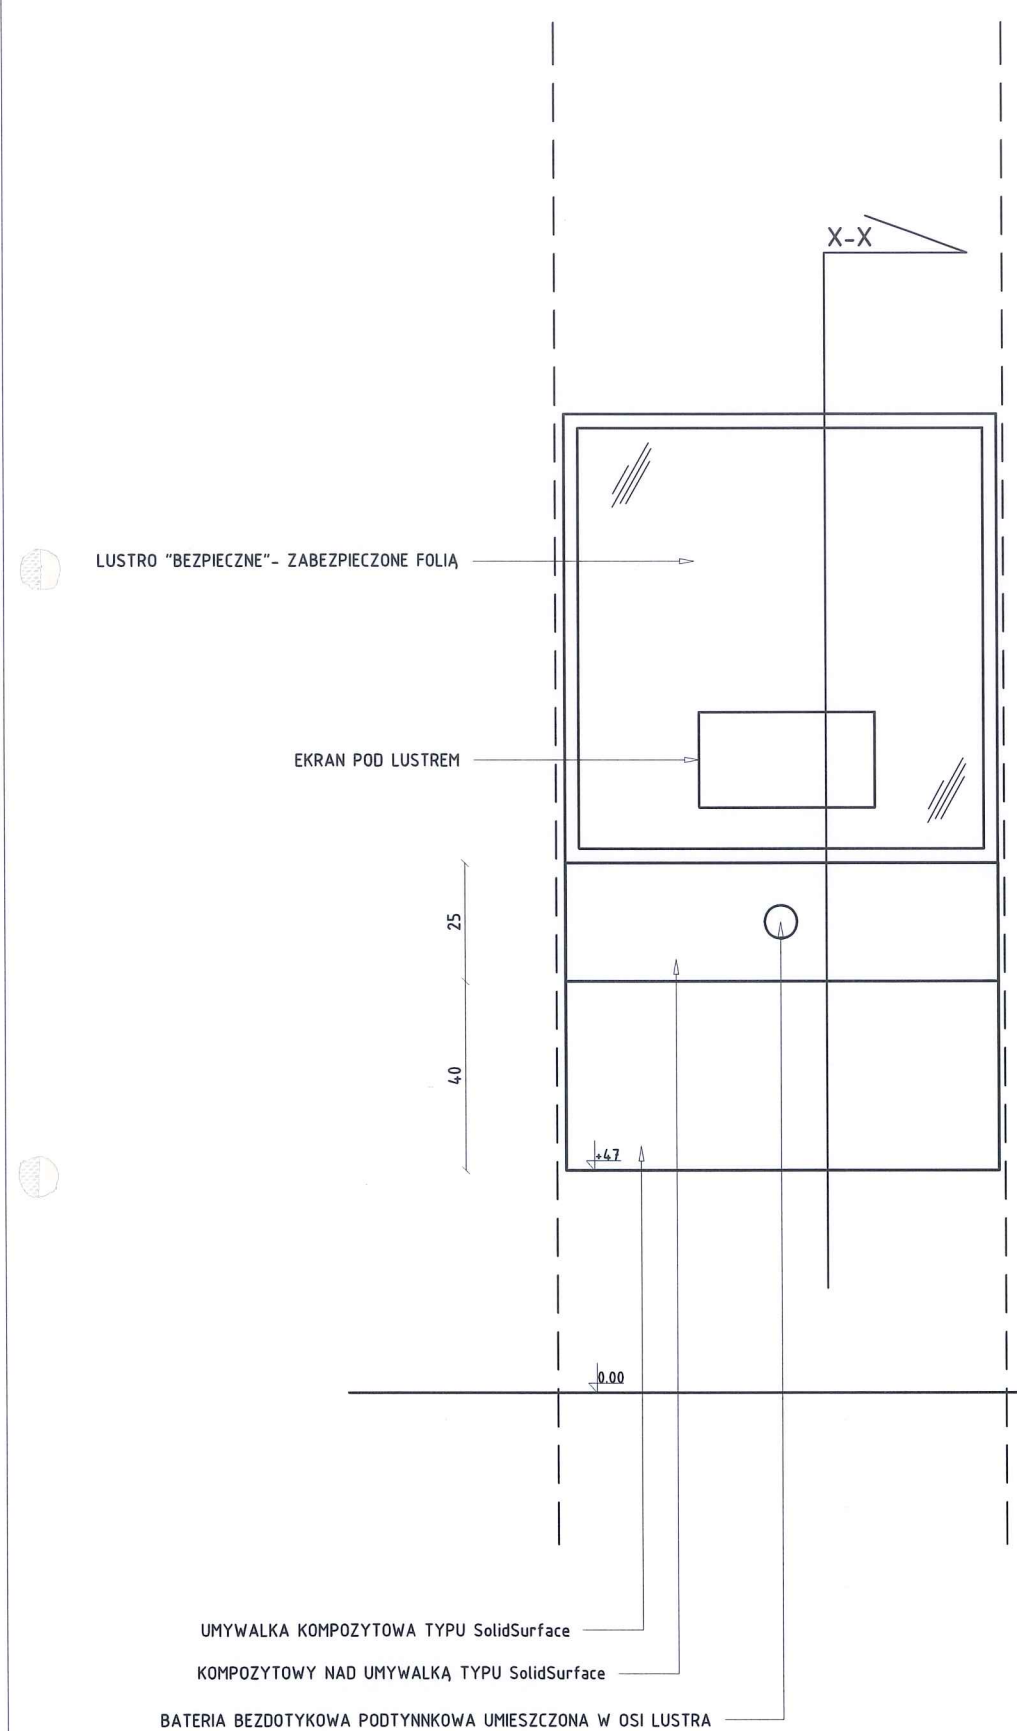 X-X
LUSTRO "BEZPIECZNE"- ZABEZPIECZONE FOLIĄ
EKRAN POD LUSTREM
25
40
+47
0.00
UMYWALKA KOMPOZYTOWA TYPU SolidSurface
KOMPOZYTOWY NAD UMYWALKĄ TYPU SolidSurface
BATERIA BEZDOTYKOWA PODTYNNKOWA UMIESZCZONA W OSI LUSTRA